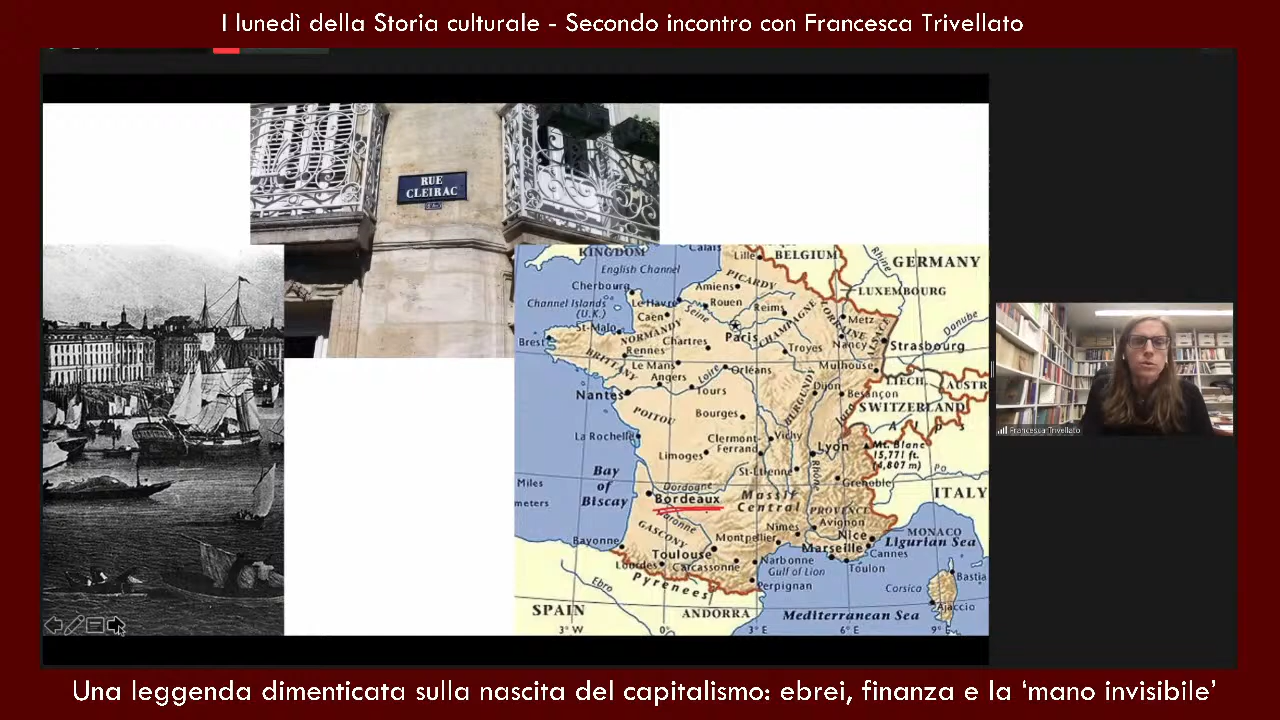 I lunedì della Storia culturale - Secondo incontro con Francesca Trivellato
RUE
CLEIRAC
KINGDOM
English Channel
Calais
Lille
BELGIUM
Rhine
GERMANY
Cherbourg
Amiens
PICARDY
LUXEMBOURG
Channel Islands
(U.K.)
Le Havre
Rouen
Reims
Caen
Seine
Metz
LORRAINE
St-Malo
NORMANDY
Paris
CHAMPAGNE
Nancy
ALSACE
Strasbourg
Danube
Brest
Chartres
Troyes
BRITTANY
Rennes
Le Mans
Orléans
Mulhouse
Angers
Loire
Tours
Dijon
LIECH.
AUSTR
Nantes
BURGUNDY
Besançon
POITOU
Bourges
Jura
SWITZERLAND
A
P
S
La Rochelle
Clermont
Ferrand
Vichy
Lyon
Mt. Blanc
15,771 ft.
(4,807 m)
Limoges
St-Étienne
Rhône
Po
Bay
of
Biscay
Dordogne
Grenoble
Miles
meters
Bordeaux
Massif
Central
ITALY
Garonne
PROVENCE
GASCONY
Nîmes
Avignon
MONACO
Bayonne
Montpellier
Nice
Ligurian Sea
Toulouse
Marseille
Cannes
Lourdes
Carcassonne
Narbonne
Toulon
Gulf of Lion
Pyrenees
Perpignan
Corsica
Bastia
Ebro
Ajaccio
SPAIN
ANDORRA
Mediterranean Sea
3° W
0°
3° E
6° E
9° E
Francesca Trivellato
Una leggenda dimenticata sulla nascita del capitalismo: ebrei, finanza e la ‘mano invisibile’